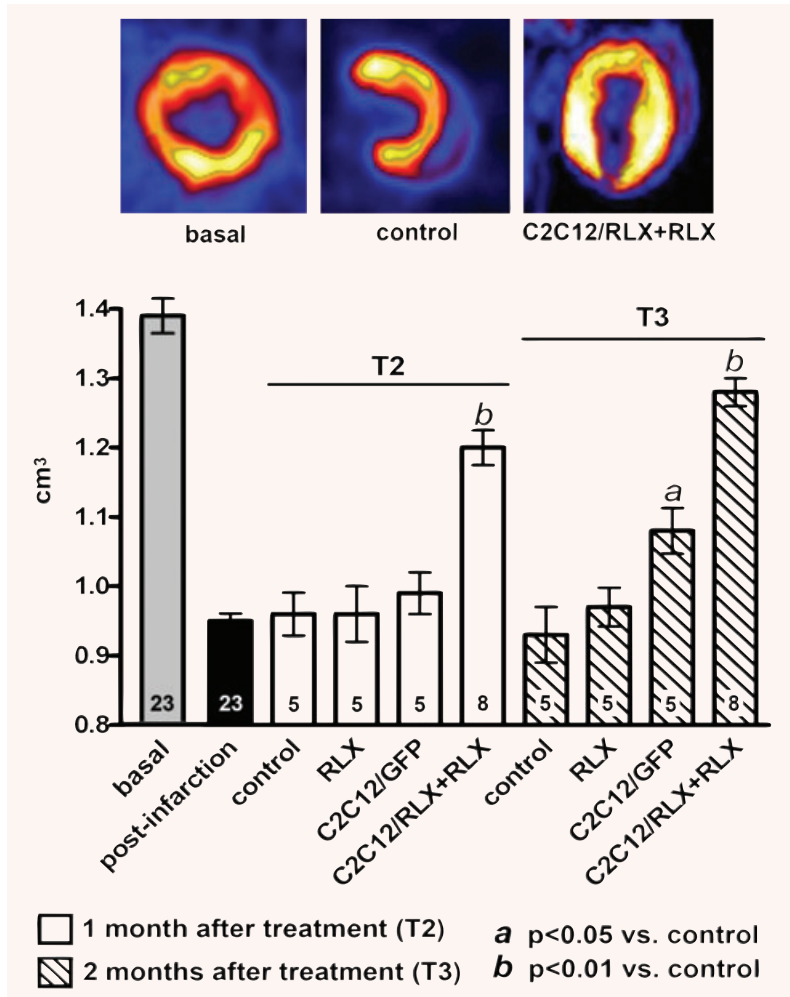 basal
control
C2C12/RLX+RLX
cm³
1.4
1.3
1.2
1.1
1.0
0.9
0.8
T2
T3
b
a
b
23
23
5
5
5
8
5
5
5
8
basal
post-infarction
control
RLX
C2C12/GFP
C2C12/RLX+RLX
control
RLX
C2C12/GFP
C2C12/RLX+RLX
1 month after treatment (T2)
2 months after treatment (T3)
a p<0.05 vs. control
b p<0.01 vs. control